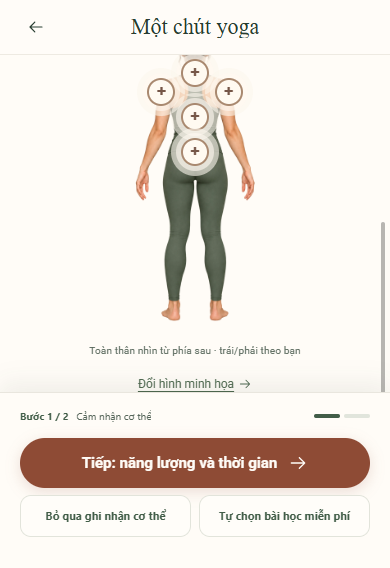 Một chút yoga
Toàn thân nhìn từ phía sau · trái/phải theo bạn
Đổi hình minh họa →
Bước 1 / 2 Cảm nhận cơ thể
Tiếp: năng lượng và thời gian →
Bỏ qua ghi nhận cơ thể
Tự chọn bài học miễn phí